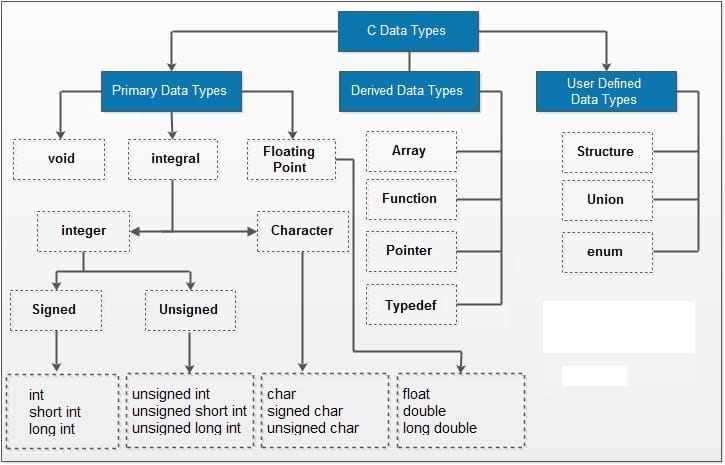 C Data Types
Primary Data Types
Derived Data Types
User Defined
Data Types
void
integral
Floating
Point
Array
Structure
Function
Union
integer
Character
Pointer
enum
Signed
Unsigned
Typedef
int
short int
long int
unsigned int
unsigned short int
unsigned long int
char
signed char
unsigned char
float
double
long double